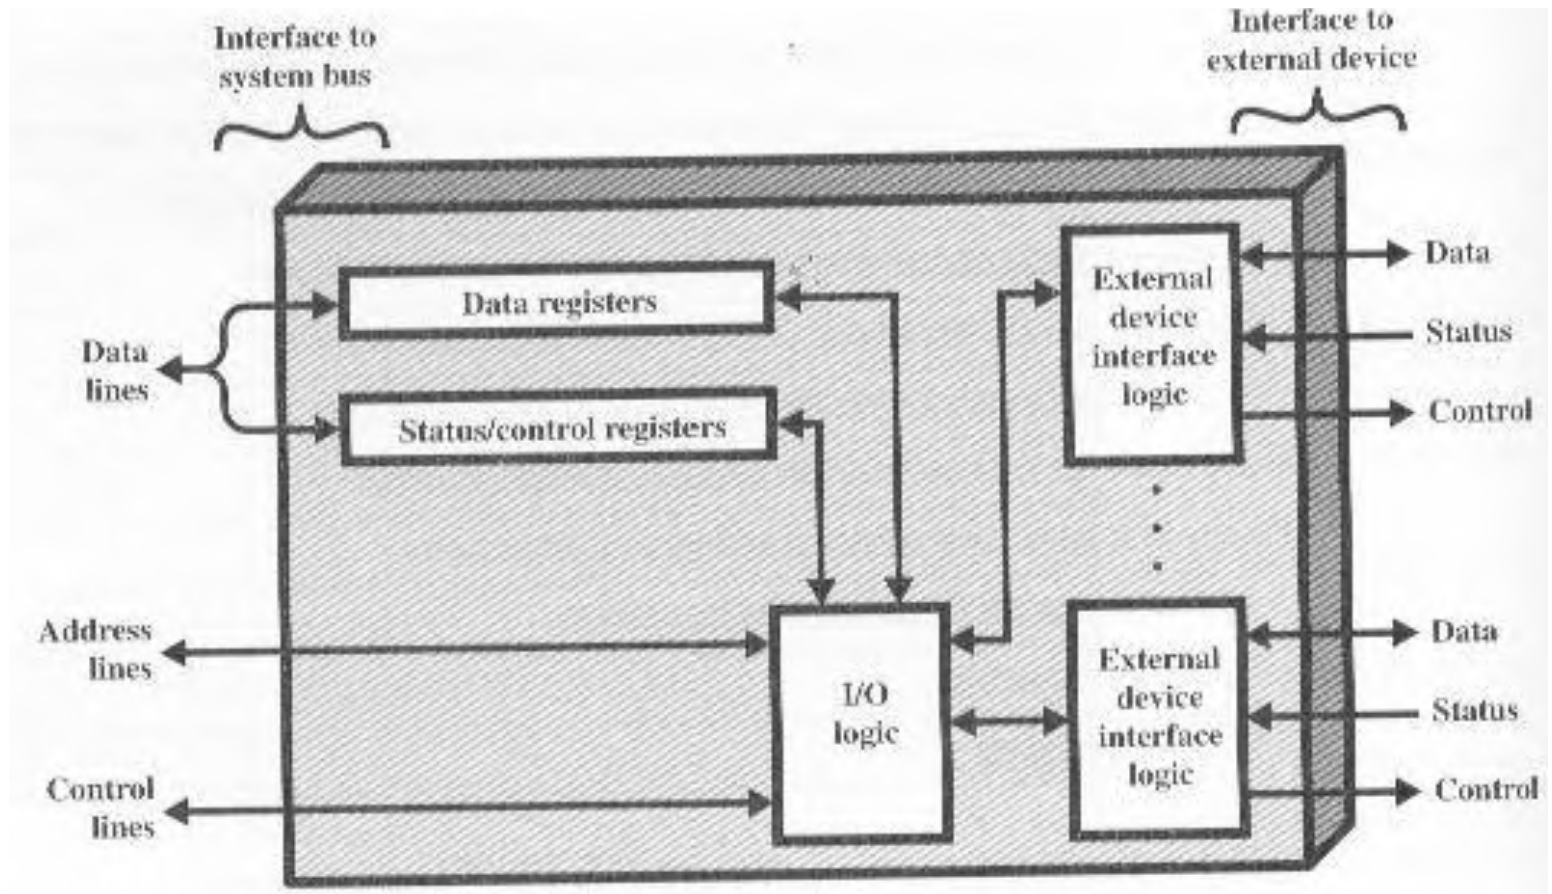 Interface to
system bus
Interface to
external device
Data registers
Data
lines
Status/control registers
External
device
interface
logic
Data
Status
Control
Address
lines
I/O
logic
Control
lines
External
device
interface
logic
Data
Status
Control